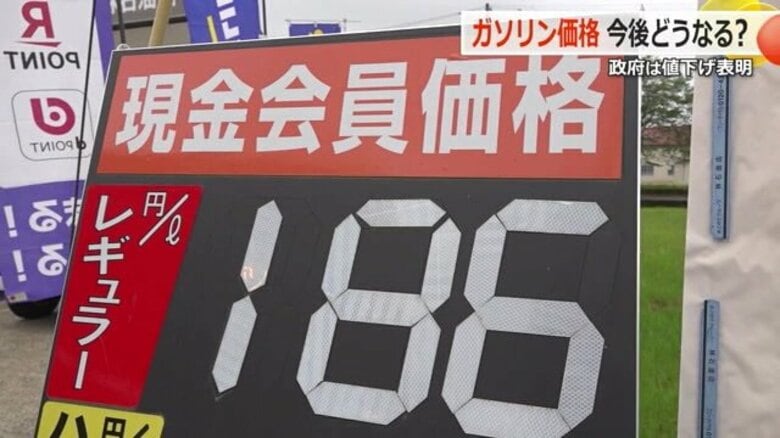 ガソリン価格 今後どうなる?
政府は値下げ表明
R
POINT
d
POINT
現金会員価格
円/ℓ
レギュラー
186
円/